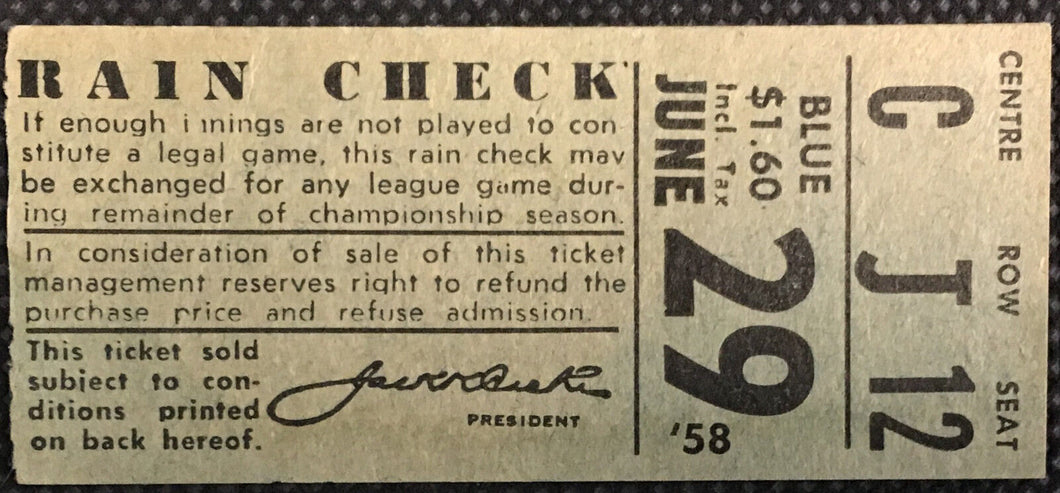 RAIN CHECK
If enough innings are not played to con
stitute a legal game, this rain check may
be exchanged for any league game dur-
ing remainder of championship season.
In consideration of sale of this ticket
management reserves right to refund the
purchase price and refuse admission.
This ticket sold
subject to con-
ditions printed
on back hereof.
PRESIDENT
BLUE
$1.60
Incl. Tax
JUNE 29
'58
CENTRE ROW SEAT
C J 12